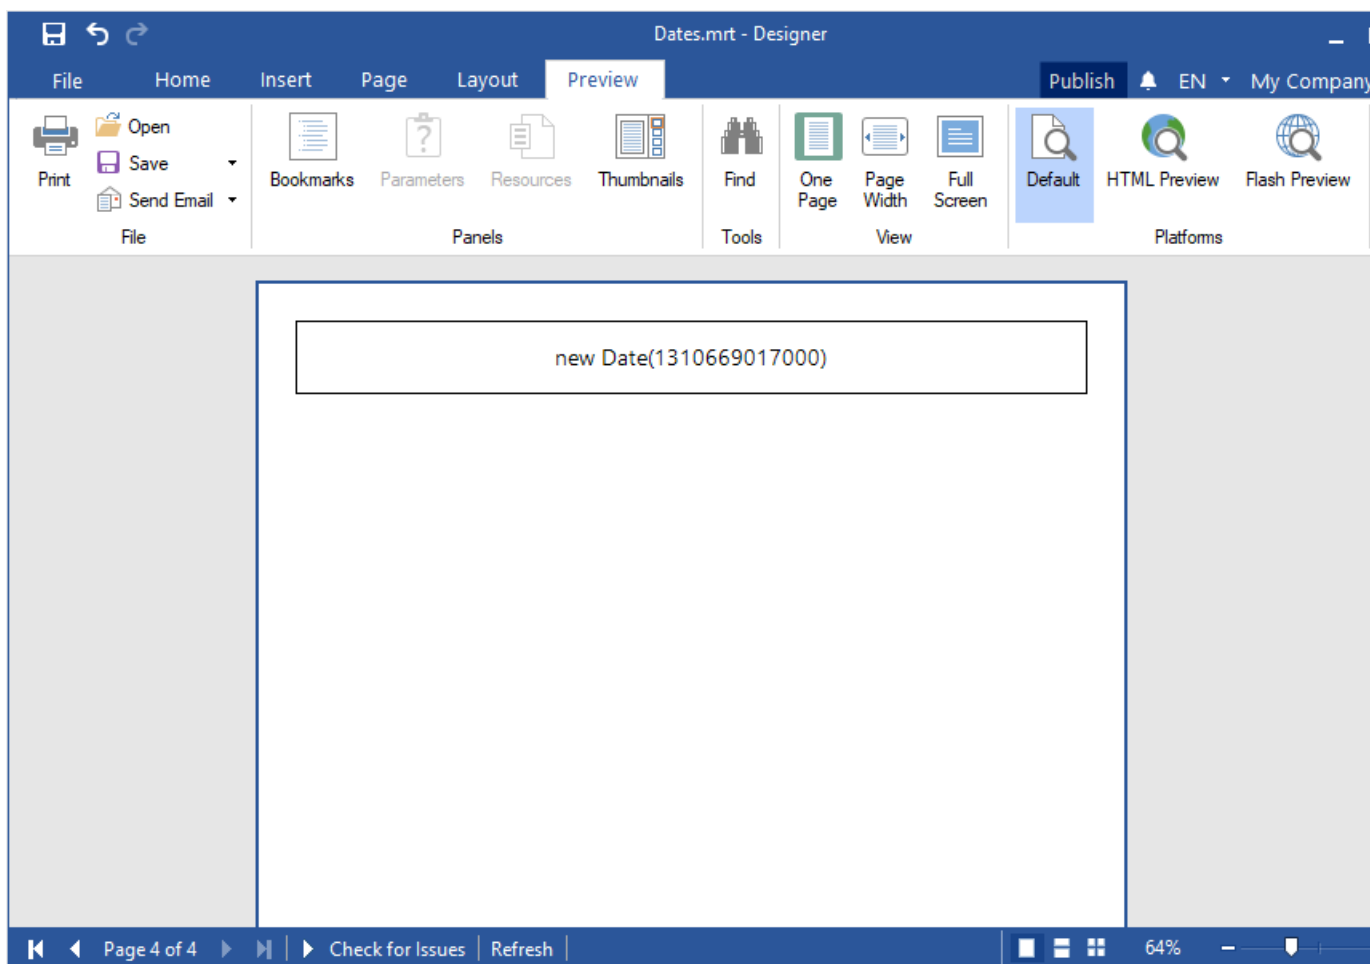 Dates.mrt - Designer
File Home Insert Page Layout Preview Publish EN My Company
Print
Open
Save
Send Email
Bookmarks Parameters Resources Thumbnails
Find
One Page
Page Width
Full Screen
Default HTML Preview Flash Preview
File Panels Tools View Platforms
new Date(1310669017000)
Page 4 of 4 Check for Issues Refresh 64%